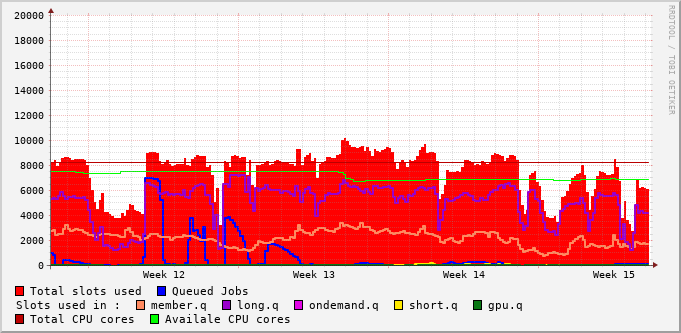 20000
18000
16000
14000
12000
10000
8000
6000
4000
2000
0
Week 12 Week 13 Week 14 Week 15
Total slots used Queued Jobs
Slots used in : member.q long.q ondemand.q short.q gpu.q
Total CPU cores Availale CPU cores
RRDTOOL / TOBI OETIKER